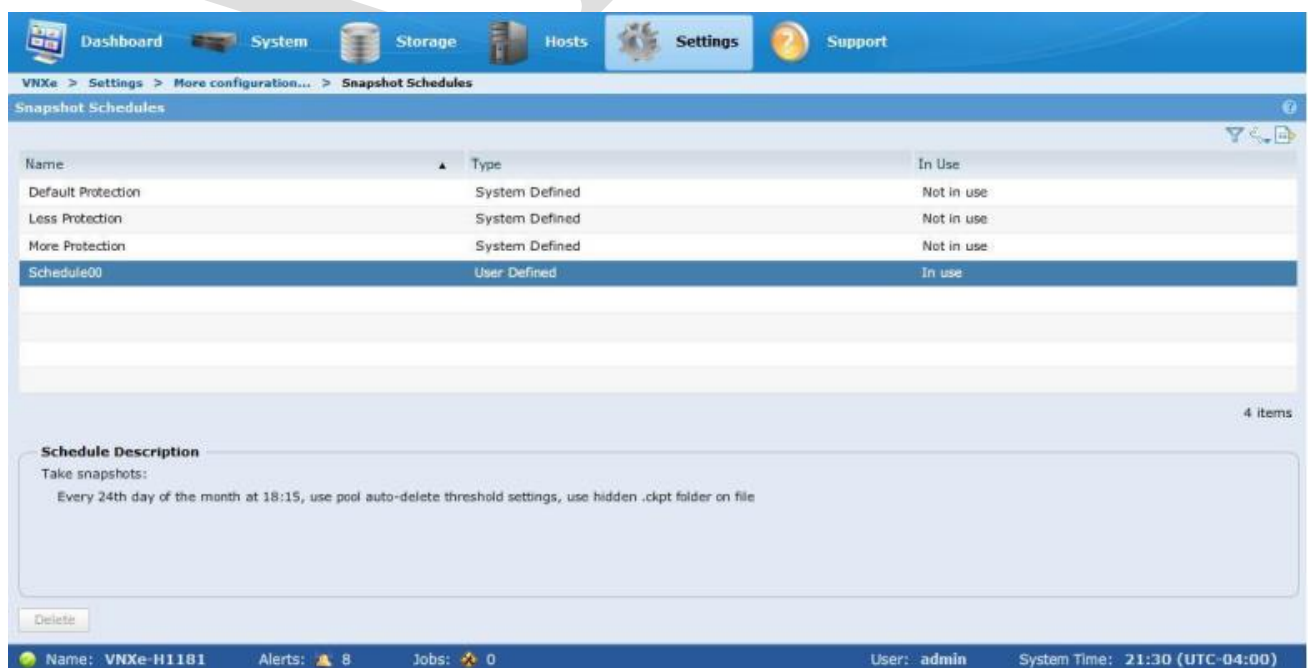 Dashboard System Storage Hosts Settings Support
VNXe > Settings > More configuration... > Snapshot Schedules
Snapshot Schedules
Name Type In Use
Default Protection System Defined Not in use
Less Protection System Defined Not in use
More Protection System Defined Not in use
Schedule00 User Defined In use
4 items
Schedule Description
Take snapshots:
Every 24th day of the month at 18:15, use pool auto-delete threshold settings, use hidden .ckpt folder on file
Delete
Name: VNXe-H1181 Alerts: 8 Jobs: 0 User: admin System Time: 21:30 (UTC-04:00)